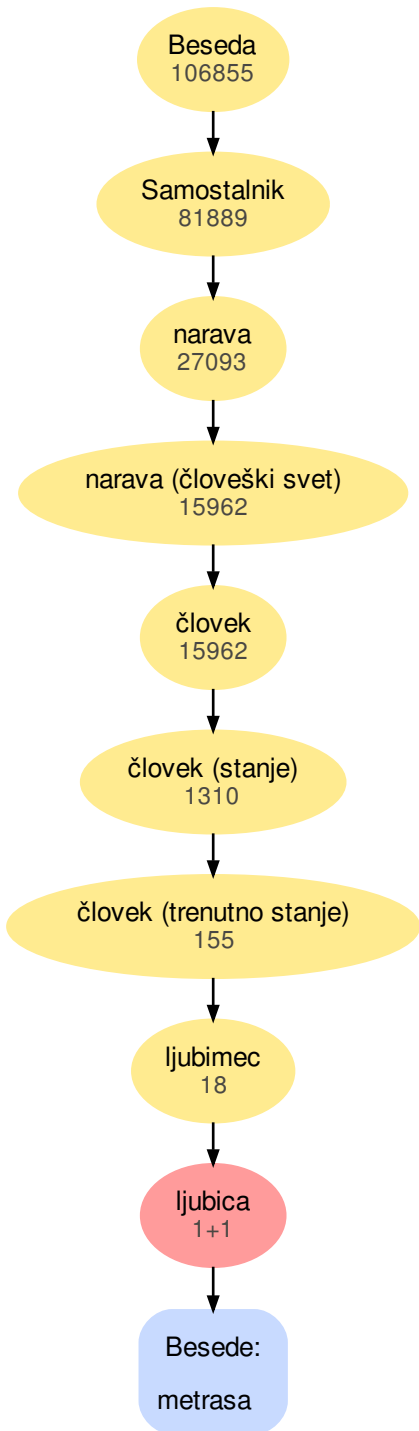 Beseda
106855
Samostalnik
81889
narava
27093
narava (človeški svet)
15962
človek
15962
človek (stanje)
1310
človek (trenutno stanje)
155
ljubimec
18
ljubica
1+1
Besede:
metrasa